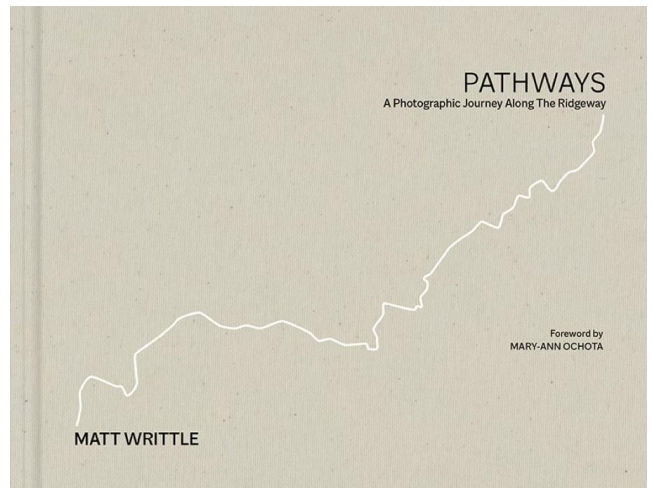 PATHWAYS
A Photographic Journey Along The Ridgeway
Foreword by
MARY-ANN OCHOTA
MATT WRITTLE